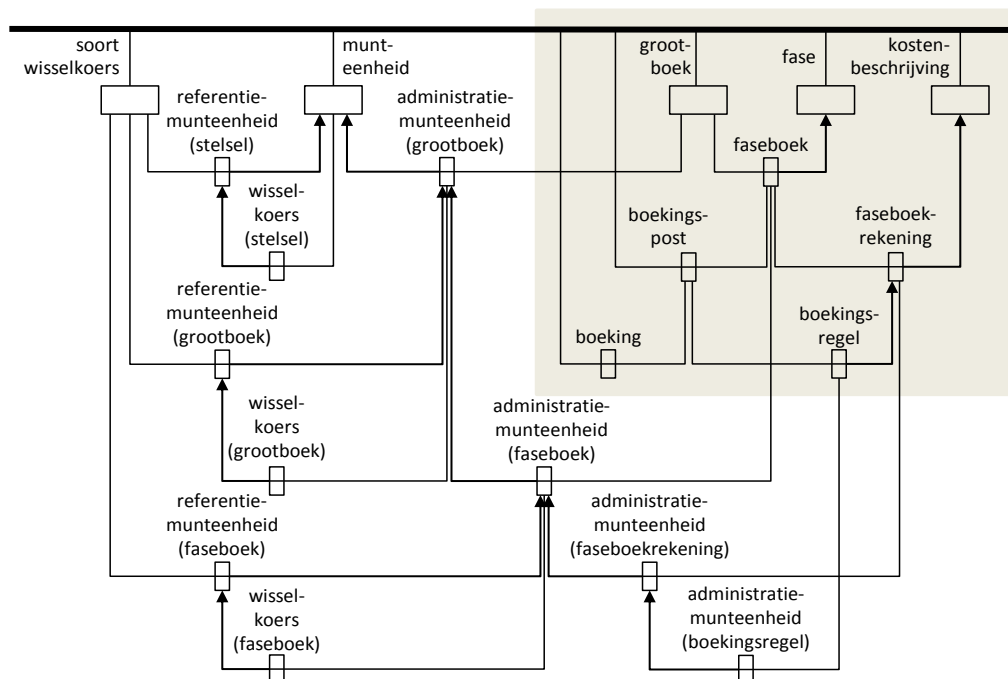 soort
wisselkoers
munt-
eenheid
groot-
boek
fase
kosten-
beschrijving
referentie-
munteenheid
(stelsel)
administratie-
munteenheid
(grootboek)
faseboek
wissel-
koers
(stelsel)
boekings-
post
faseboek-
rekening
referentie-
munteenheid
(grootboek)
boeking
boekings-
regel
wissel-
koers
(grootboek)
administratie-
munteenheid
(faseboek)
referentie-
munteenheid
(faseboek)
administratie-
munteenheid
(faseboekrekening)
wissel-
koers
(faseboek)
administratie-
munteenheid
(boekingsregel)